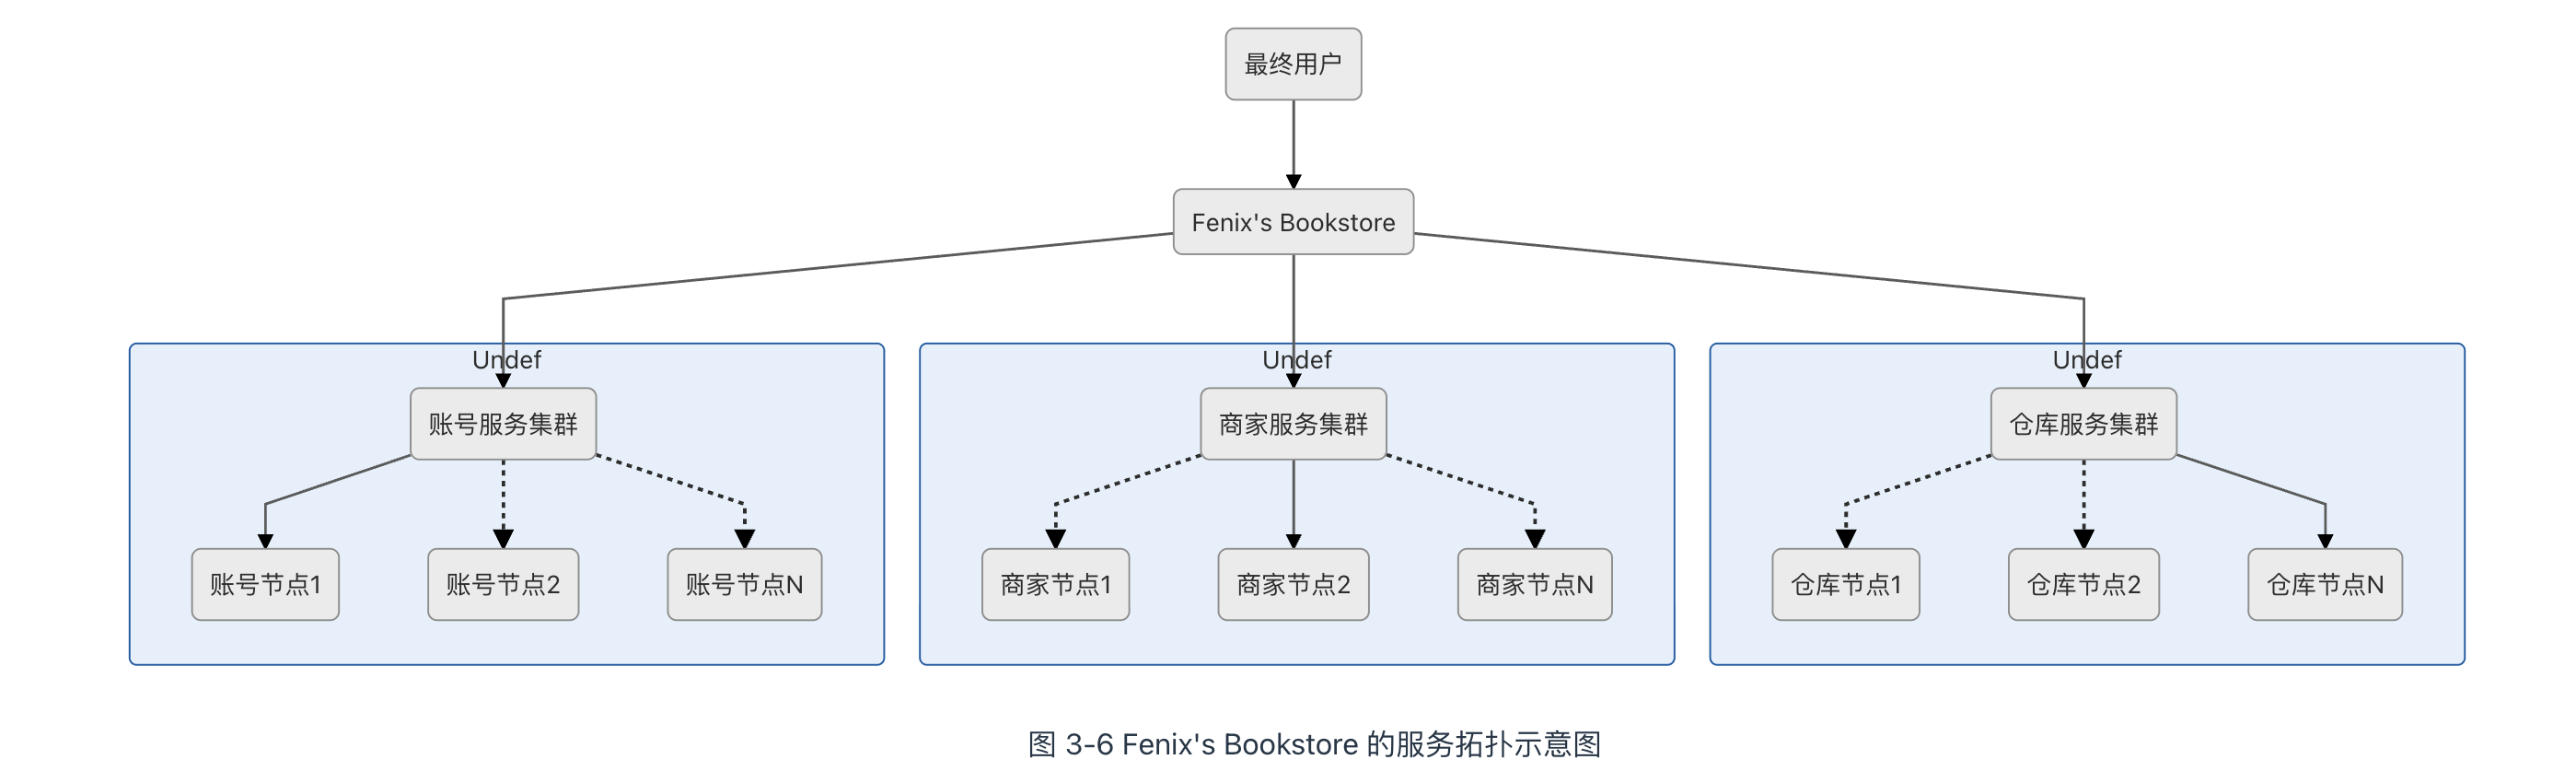 最终用户
Fenix's Bookstore
Undef
Undef
Undef
账号服务集群
商家服务集群
仓库服务集群
账号节点1
账号节点2
账号节点N
商家节点1
商家节点2
商家节点N
仓库节点1
仓库节点2
仓库节点N
图 3-6 Fenix's Bookstore 的服务拓扑示意图